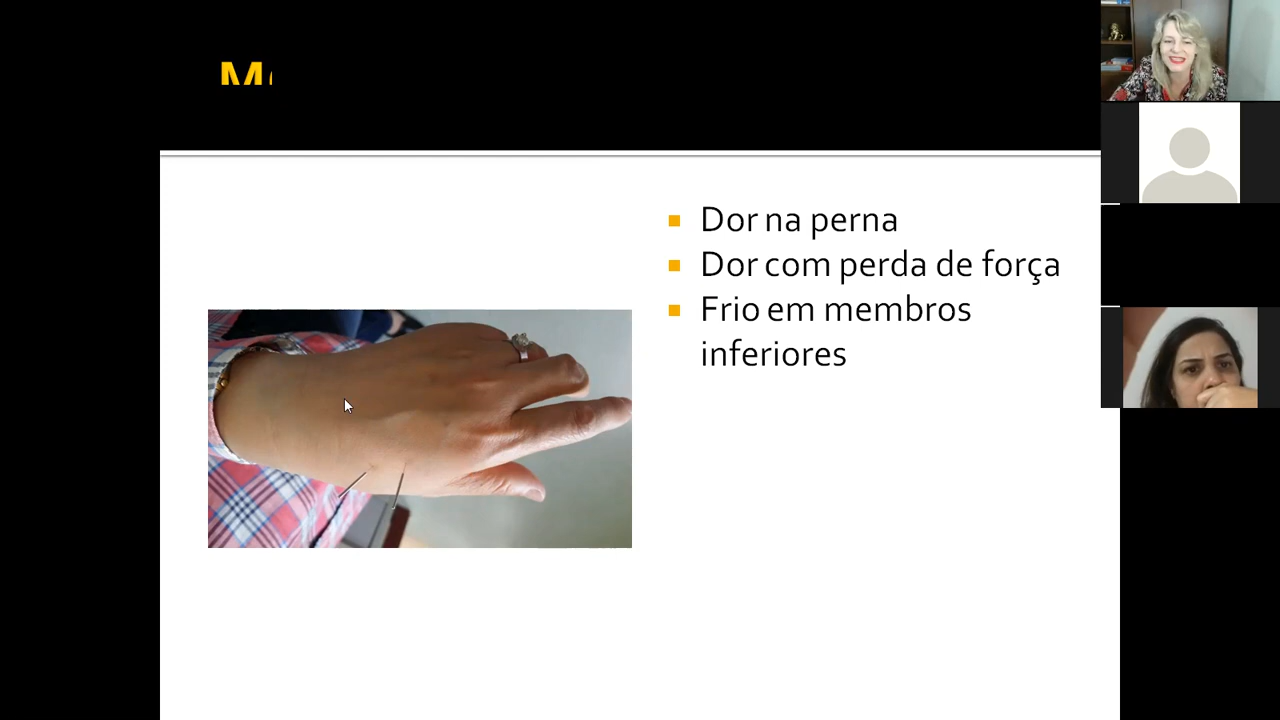 Dor na perna
Dor com perda de força
Frio em membros
inferiores